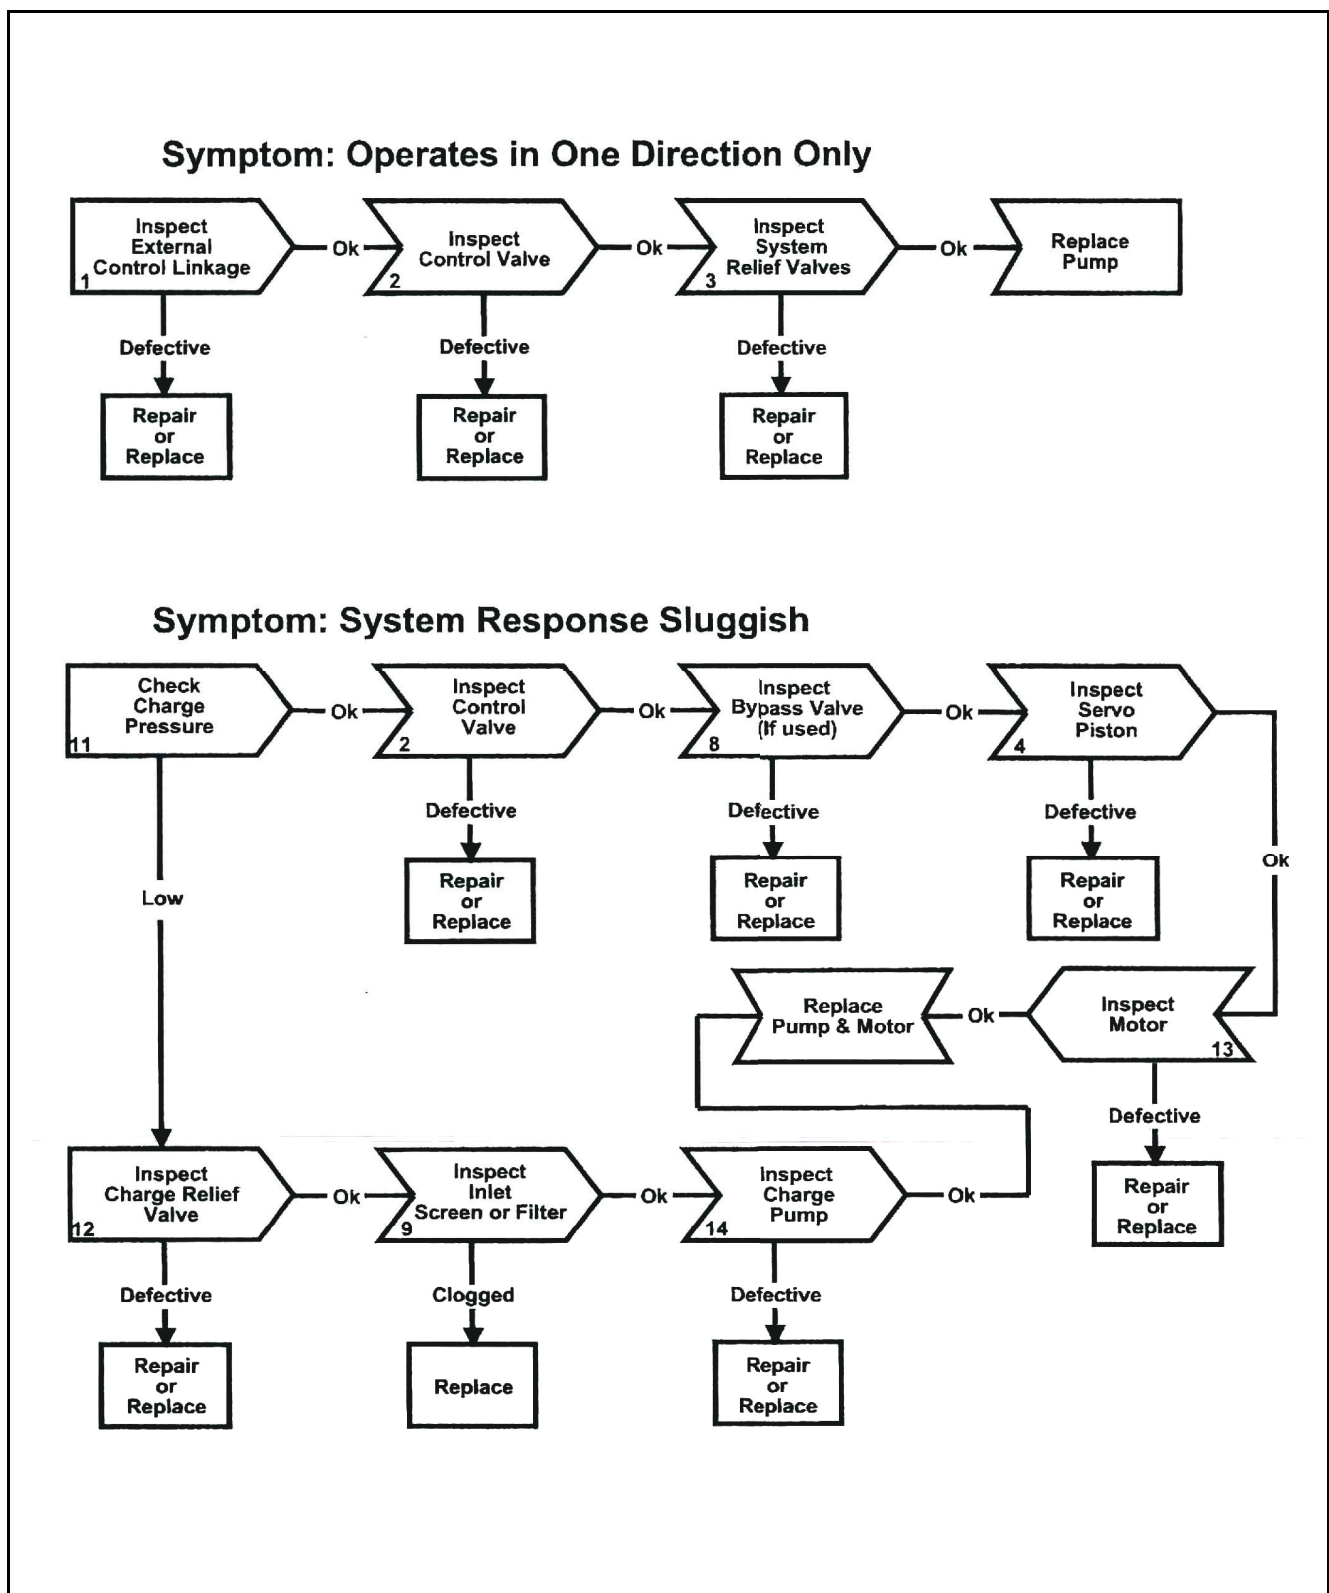 Symptom: Operates in One Direction Only
Inspect
External
Control Linkage
1
Ok
Inspect
Control Valve
2
Ok
Inspect
System
Relief Valves
3
Ok
Replace
Pump
Defective
Defective
Defective
Repair
or
Replace
Repair
or
Replace
Repair
or
Replace
Symptom: System Response Sluggish
Check
Charge
Pressure
11
Ok
Inspect
Control
Valve
2
Ok
Inspect
Bypass Valve
(If used)
8
Ok
Inspect
Servo
Piston
4
Defective
Defective
Defective
Ok
Low
Repair
or
Replace
Repair
or
Replace
Repair
or
Replace
Replace
Pump & Motor
Ok
Inspect
Motor
13
Defective
Repair
or
Replace
Inspect
Charge Relief
Valve
12
Ok
Inspect
Inlet
Screen or Filter
9
Ok
Inspect
Charge
Pump
14
Ok
Defective
Clogged
Defective
Repair
or
Replace
Replace
Repair
or
Replace